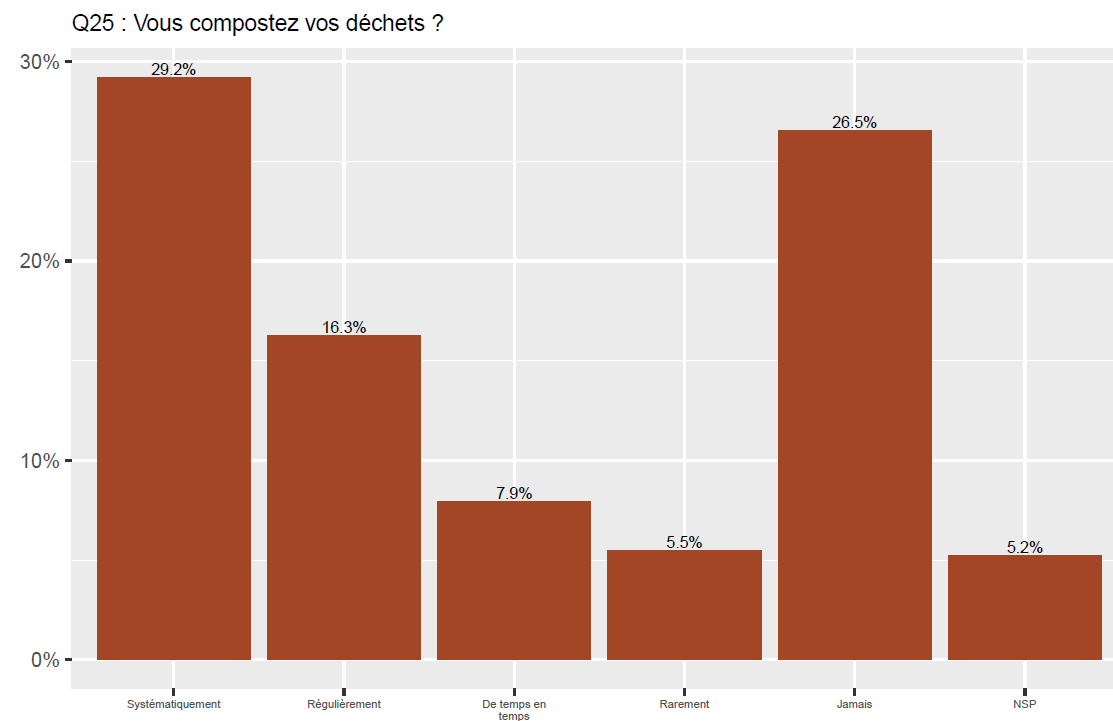 Q25 : Vous compostez vos déchets ?
30%
20%
10%
0%
29.2%
16.3%
7.9%
5.5%
26.5%
5.2%
Systématiquement
Régulièrement
De temps en
temps
Rarement
Jamais
NSP